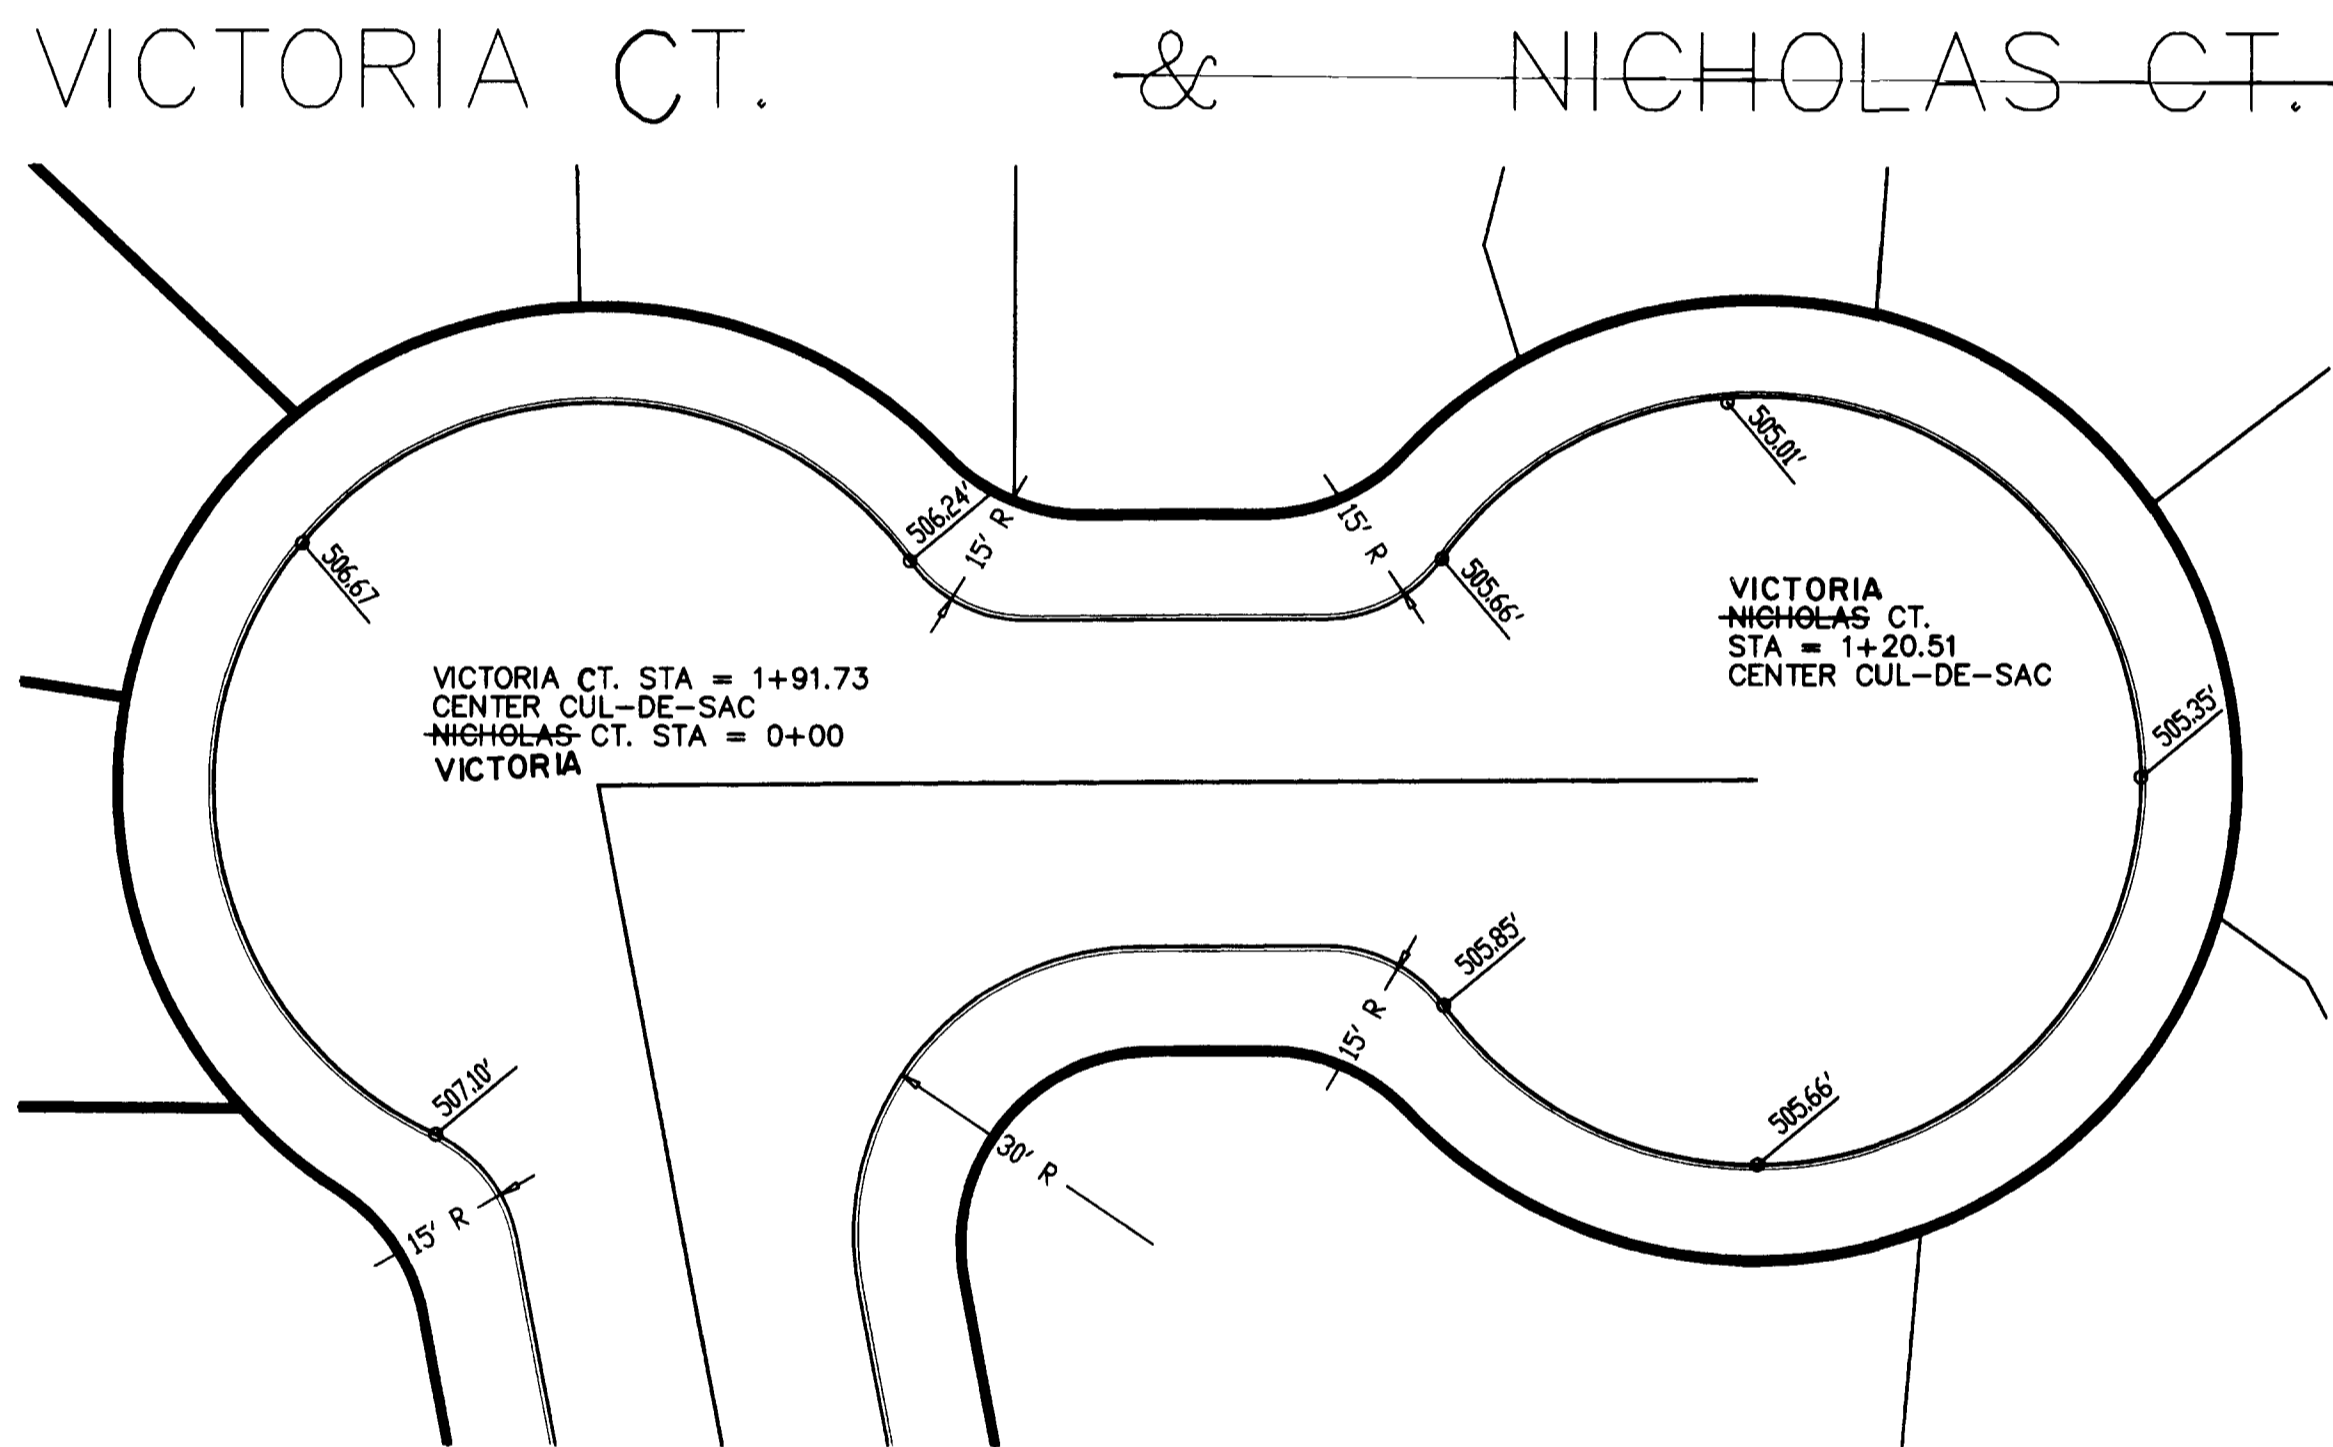 VICTORIA CT. & NICHOLAS CT.
505.01'
506.24'
15' R
15' R
506.67
505.66'
VICTORIA
NICHOLAS CT.
STA = 1+20.51
CENTER CUL-DE-SAC
VICTORIA CT. STA = 1+91.73
CENTER CUL-DE-SAC
NICHOLAS CT. STA = 0+00
VICTORIA
505.35'
505.85'
15' R
507.10'
505.66'
30' R
15' R